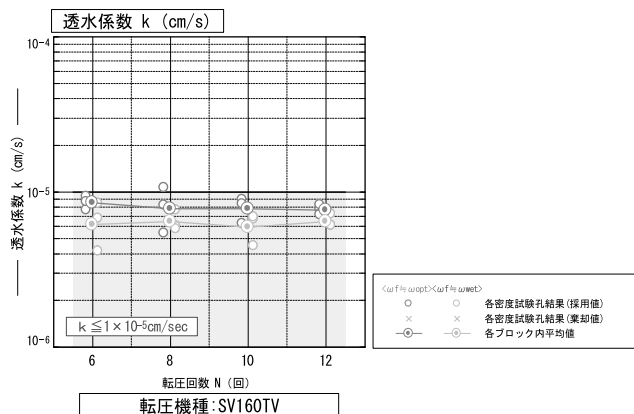 透水係数 k (cm/s)
10-4
10-5
10-6
透水係数 k (cm/s)
k≦1×10-5cm/sec
6
8
10
12
転圧回数 N (回)
転圧機種:SV160TV
<ωf≒ωopt><ωf≒ωwet>
各密度試験孔結果(採用値)
各密度試験孔結果(棄却値)
各ブロック内平均値